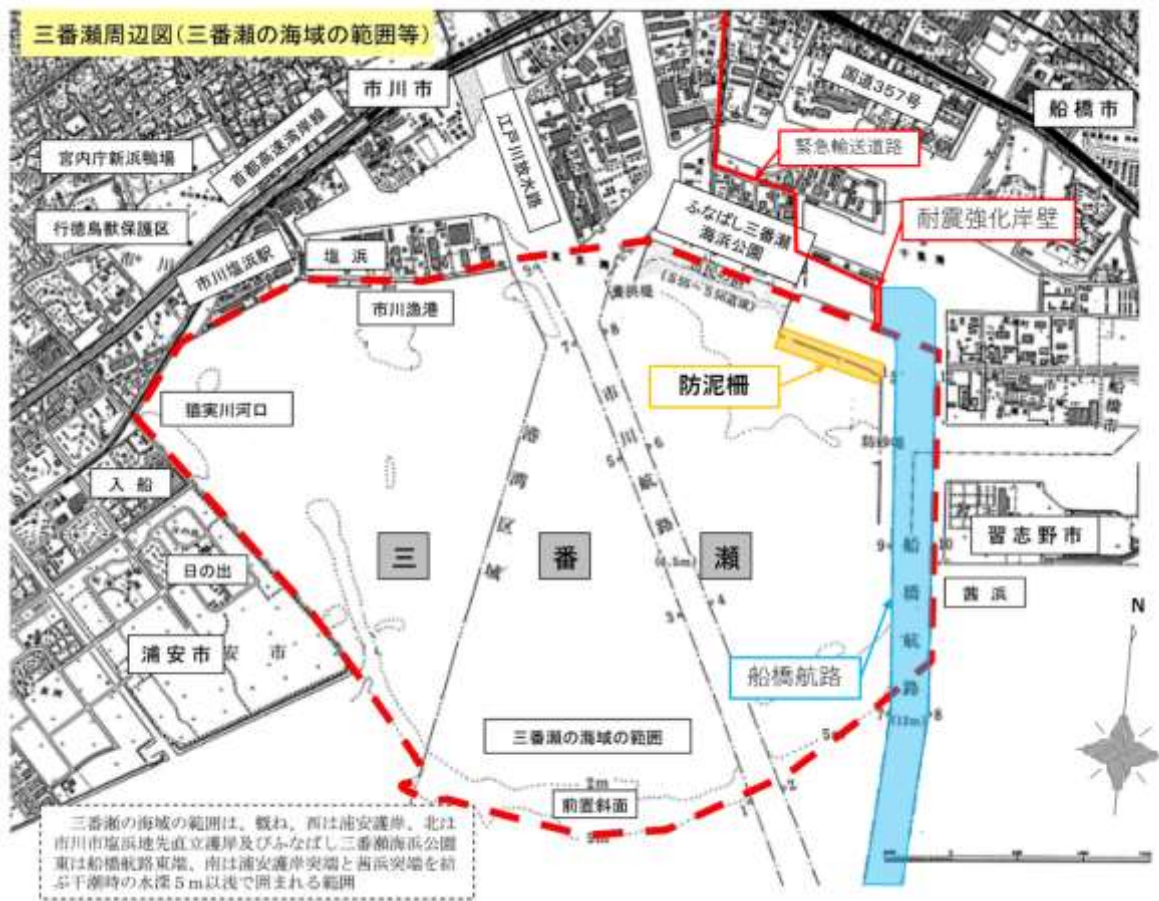 三番瀬周辺図(三番瀬の海域の範囲等)
市川市
国道357号
船橋市
宮内庁新浜鴨場
首都高速湾岸線
江戸川放水路
緊急輸送道路
行徳鳥獣保護区
ふなばし三番瀬
海浜公園
耐震強化岸壁
市川塩浜駅
塩浜
市川漁港
防泥柵
猫実川河口
市川航路
(4.5m)
港湾区域
入船
三
番
瀬
習志野市
日の出
茜浜
N
浦安市
船橋航路
船橋航路
(12m)
三番瀬の海域の範囲
2m
前置斜面
5m
三番瀬の海域の範囲は、概ね、西は浦安護岸、北は
市川市塩浜地先直立護岸及びふなばし三番瀬海浜公園
東は船橋航路東端、南は浦安護岸突端と茜浜突端を結
ぶ干潮時の水深5m以浅で囲まれる範囲